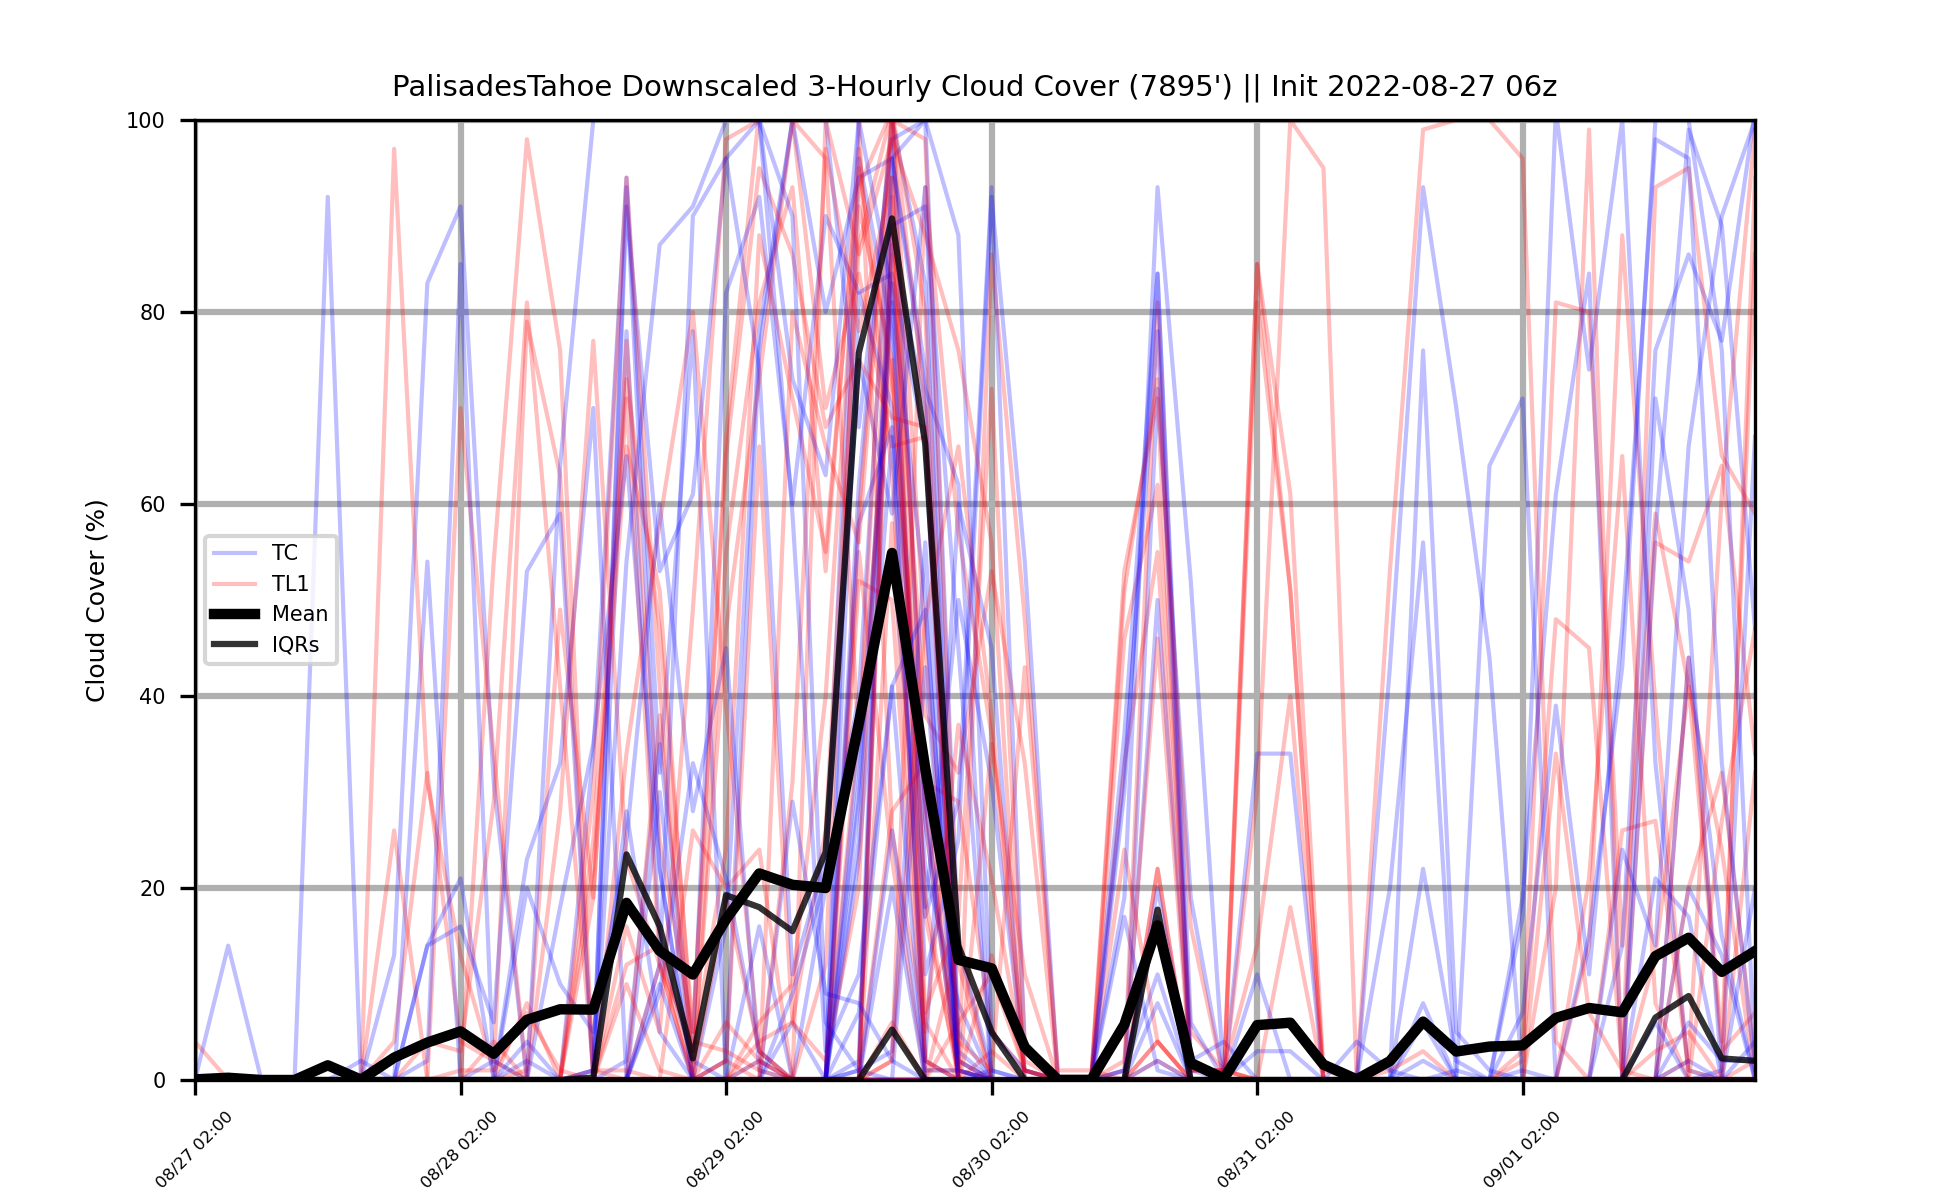 PalisadesTahoe Downscaled 3-Hourly Cloud Cover (7895') || Init 2022-08-27 06z
Cloud Cover (%)
100
80
60
40
20
0
TC
TL1
Mean
IQRs
08/27 02:00
08/28 02:00
08/29 02:00
08/30 02:00
08/31 02:00
09/01 02:00